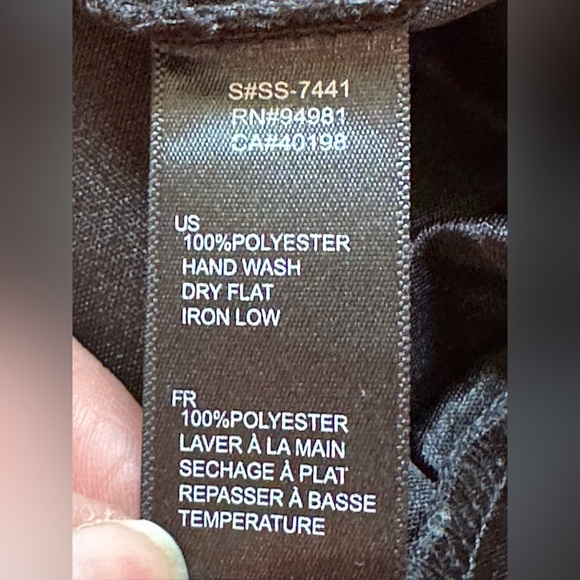 S#SS-7441
RN#94981
CA#40198
US
100%POLYESTER
HAND WASH
DRY FLAT
IRON LOW
FR
100%POLYESTER
LAVER À LA MAIN
SECHAGE À PLAT
REPASSER À BASSE
TEMPERATURE